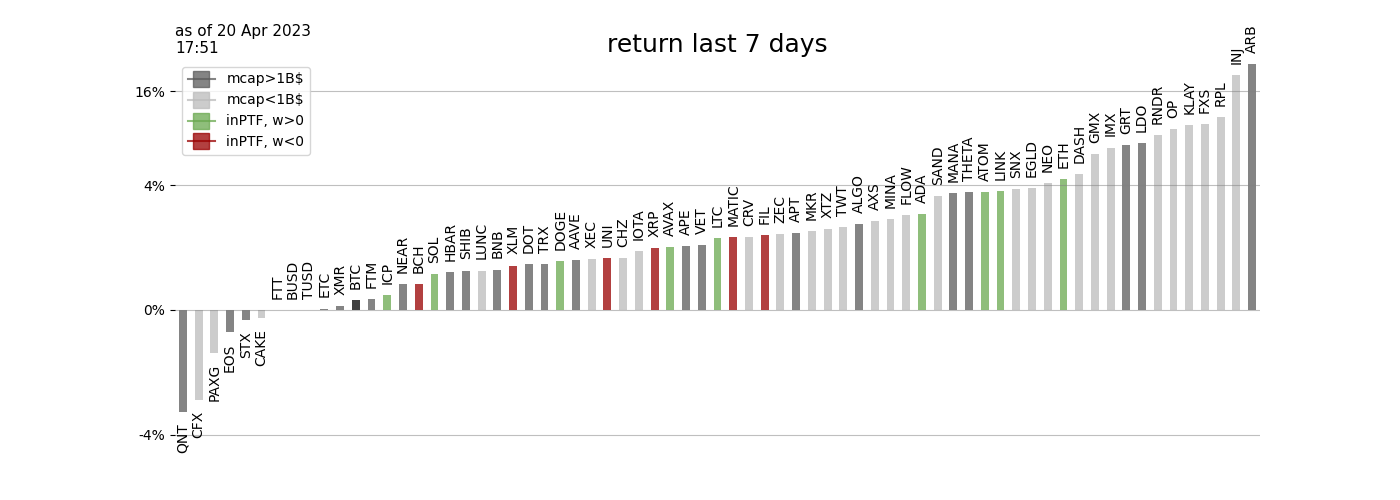 as of 20 Apr 2023
17:51
return last 7 days
mcap>1B$
mcap<1B$
inPTF, w>0
inPTF, w<0
16%
4%
0%
-4%
QNT
CFX
PAXG
EOS
STX
CAKE
FTT
BUSD
TUSD
ETC
XMR
BTC
FTM
ICP
NEAR
BCH
SOL
HBAR
SHIB
LUNC
BNB
XLM
DOT
TRX
DOGE
AAVE
XEC
UNI
CHZ
IOTA
XRP
AVAX
APE
VET
LTC
MATIC
CRV
FIL
ZEC
APT
MKR
XTZ
TWT
ALGO
AXS
MINA
FLOW
ADA
SAND
MANA
THETA
ATOM
LINK
SNX
EGLD
NEO
ETH
DASH
GMX
IMX
GRT
LDO
RNDR
OP
KLAY
FXS
RPL
INJ
ARB